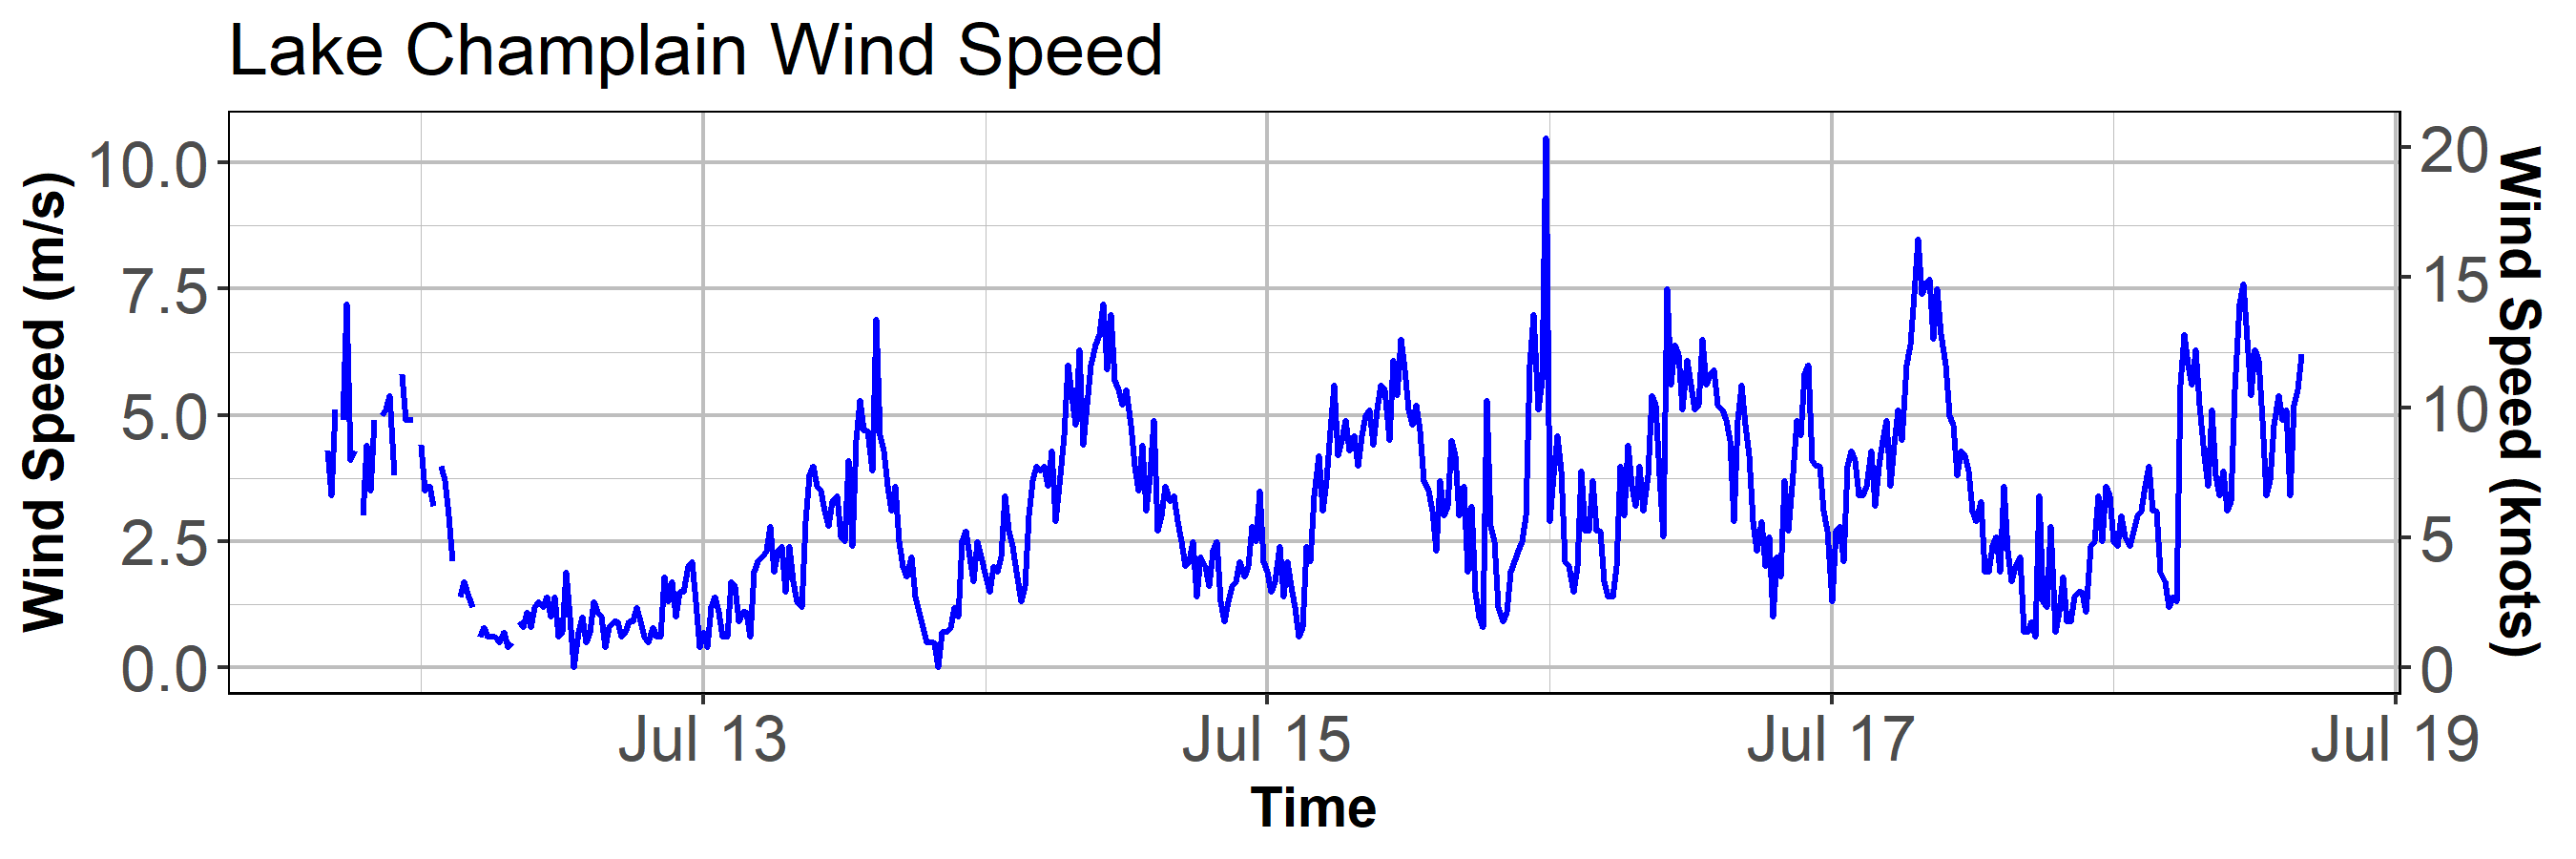 Lake Champlain Wind Speed
Wind Speed (m/s)
10.0
7.5
5.0
2.5
0.0
20
15
10
5
0
Wind Speed (knots)
Jul 13
Jul 15
Jul 17
Jul 19
Time